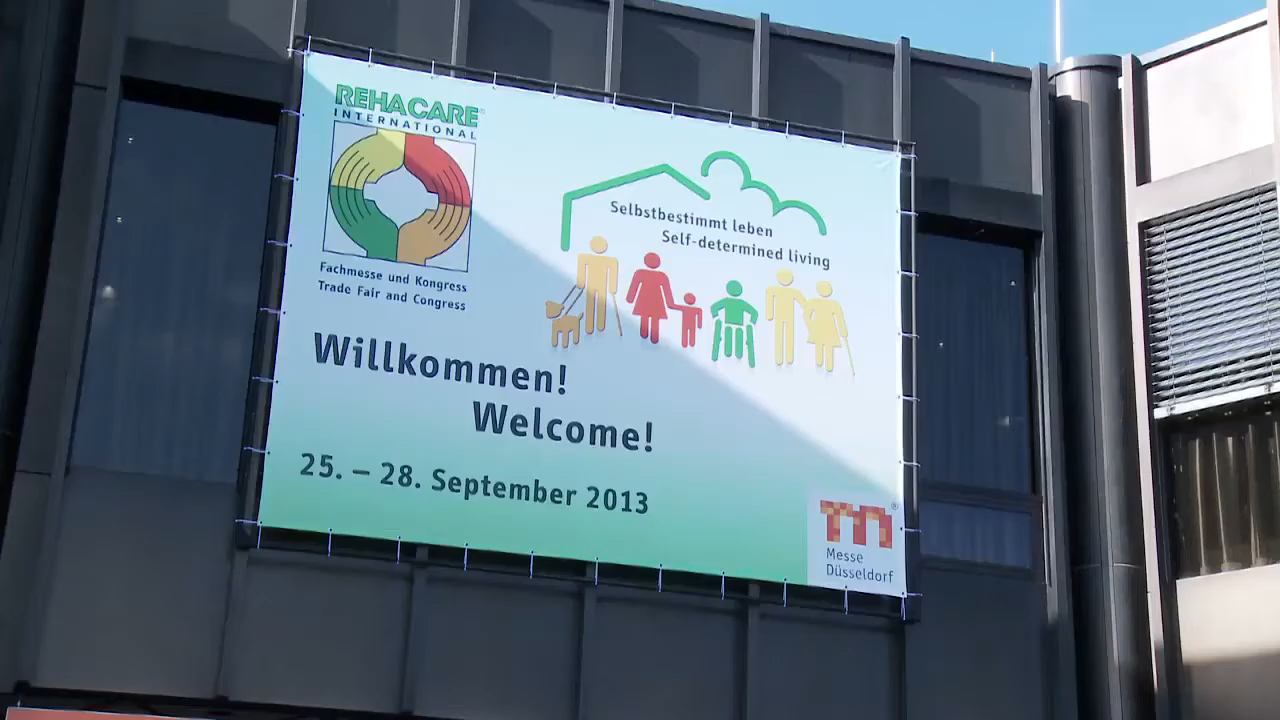 REHACARE®
INTERNATIONAL
Fachmesse und Kongress
Trade Fair and Congress
Selbstbestimmt leben
Self-determined living
Willkommen!
Welcome!
25. – 28. September 2013
m®
Messe
Düsseldorf